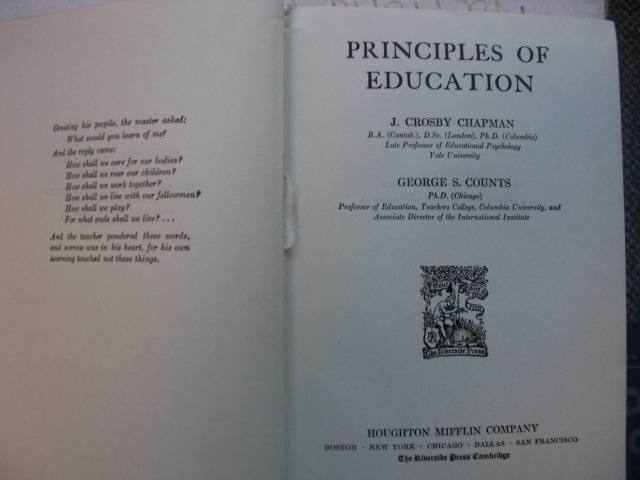 Greeting his pupils, the master asked:
What would you learn of me?
And the reply came:
How shall we care for our bodies?
How shall we rear our children?
How shall we work together?
How shall we live with our fellowmen?
How shall we play?
For what ends shall we live? . . .
And the teacher pondered these words,
and sorrow was in his heart, for his own
learning touched not these things.
PRINCIPLES OF
EDUCATION
J. CROSBY CHAPMAN
B.A. (Cantab.), D.Sc. (London), Ph.D. (Columbia)
Late Professor of Educational Psychology
Yale University
GEORGE S. COUNTS
Ph.D. (Chicago)
Professor of Education, Teachers College, Columbia University, and
Associate Director of the International Institute
The Riverside Press
HOUGHTON MIFFLIN COMPANY
BOSTON · NEW YORK · CHICAGO · DALLAS · SAN FRANCISCO
The Riverside Press Cambridge